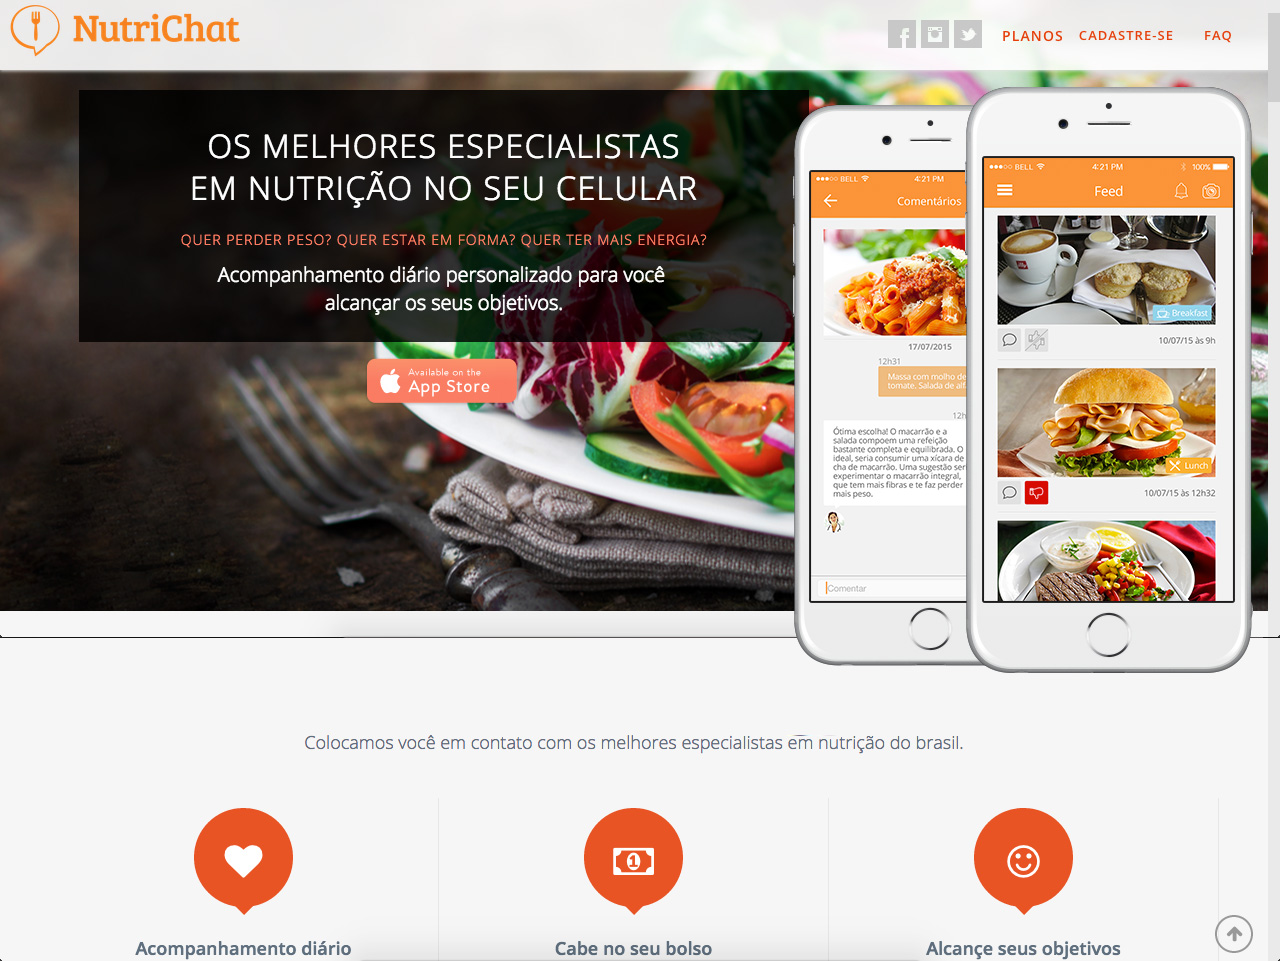 NutriChat
PLANOS
CADASTRE-SE
FAQ
OS MELHORES ESPECIALISTAS
EM NUTRIÇÃO NO SEU CELULAR
QUER PERDER PESO? QUER ESTAR EM FORMA? QUER TER MAIS ENERGIA?
Acompanhamento diário personalizado para você
alcançar os seus objetivos.
Available on the
App Store
BELL
4:21 PM
Comentários
17/07/2015
12h31
Massa com molho de
tomate. Salada de alf
12h
Ótima escolha! O macarrão e a
salada compoem uma refeição
bastante completa e equilibrada. O
ideal, seria consumir uma xícara de
cha de macarrão. Uma sugestão ser
experimentar o macarrão integral,
que tem mais fibras e te faz perder
mais peso.
Comentar
BELL
4:21 PM
100%
Feed
Breakfast
10/07/15 às 9h
Lunch
10/07/15 às 12h32
Colocamos você em contato com os melhores especialistas em nutrição do brasil.
1
Acompanhamento diário
Cabe no seu bolso
Alcançe seus objetivos